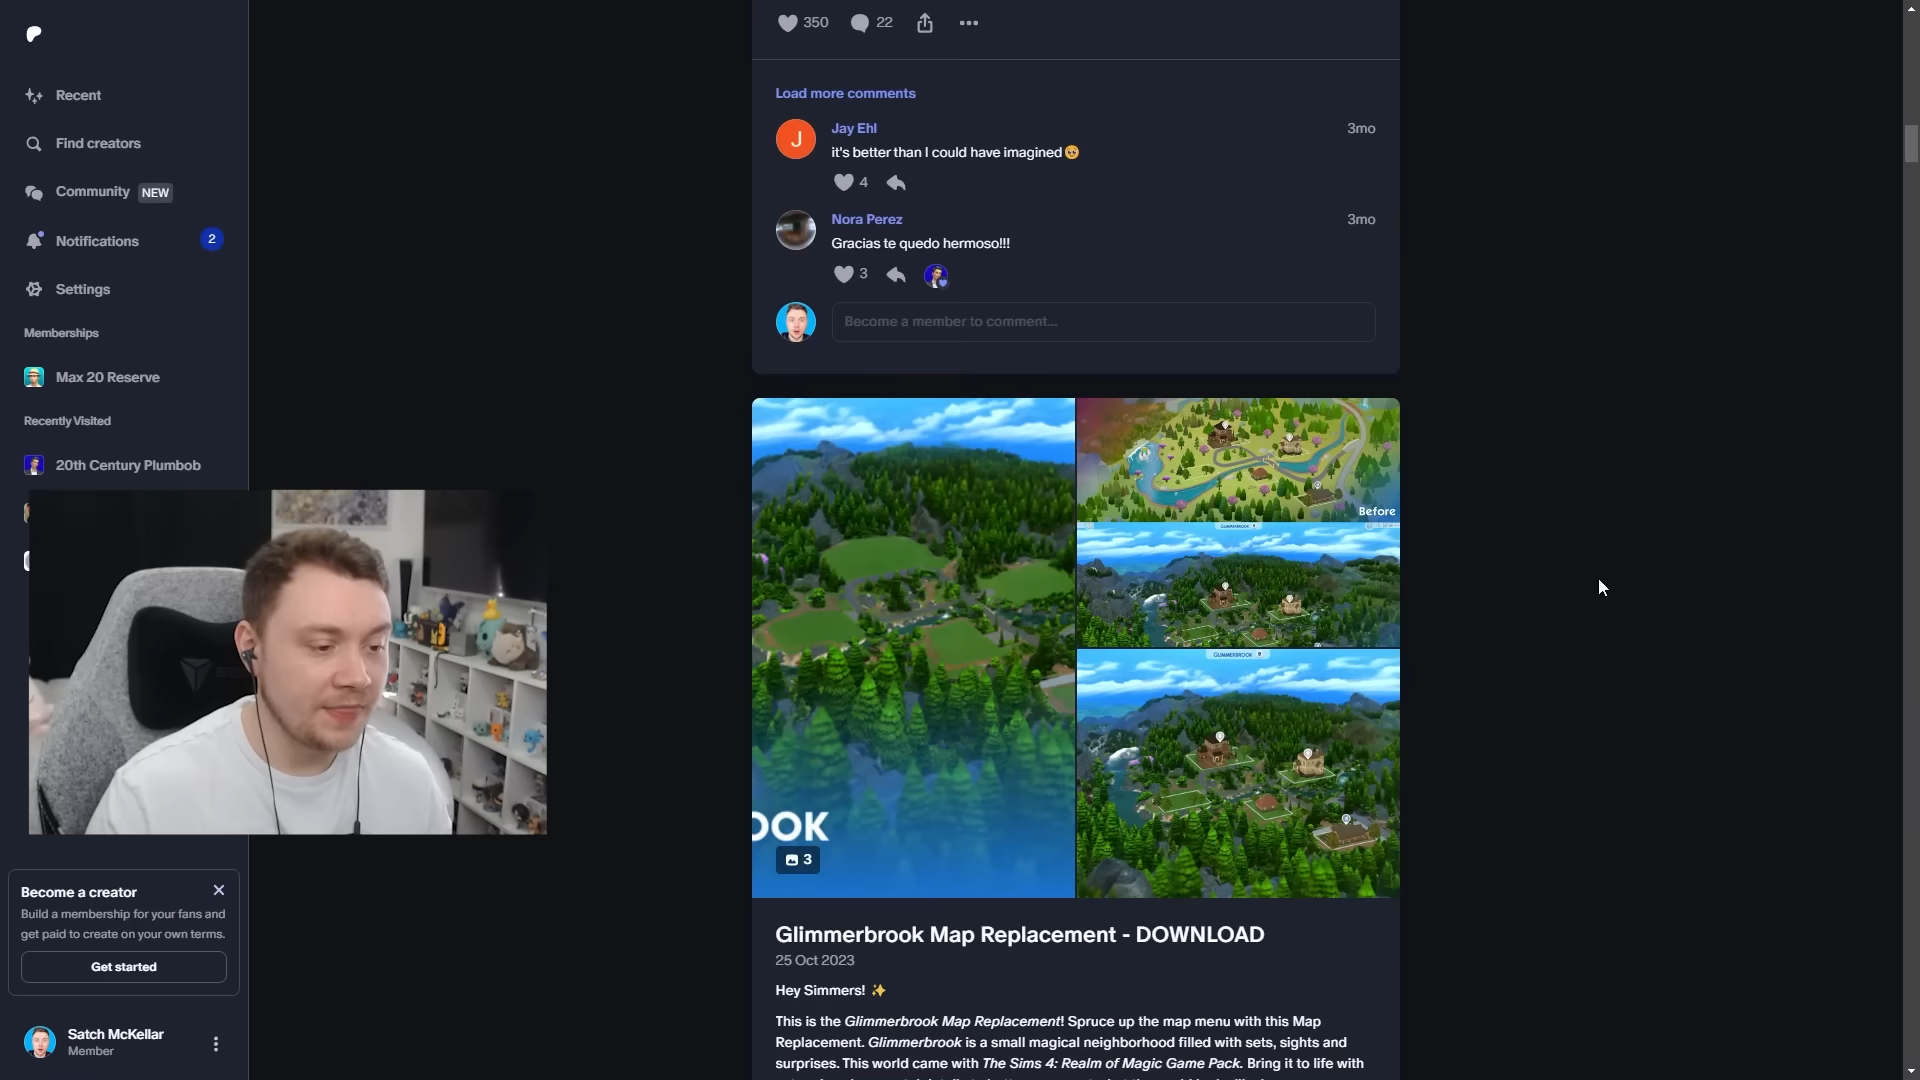 Recent
Find creators
Community NEW
Notifications 2
Settings
Memberships
Max 20 Reserve
Recently Visited
20th Century Plumbob
Become a creator
Build a membership for your fans and
get paid to create on your own terms.
Get started
Satch McKellar
Member
350 22
Load more comments
J
Jay Ehl 3mo
it's better than I could have imagined🥹
4
Nora Perez 3mo
Gracias te quedo hermoso!!!
3
Become a member to comment...
Before
GLIMMERBROOK
GLIMMERBROOK
OOK
3
Glimmerbrook Map Replacement - DOWNLOAD
25 Oct 2023
Hey Simmers! ✨
This is the Glimmerbrook Map Replacement! Spruce up the map menu with this Map
Replacement. Glimmerbrook is a small magical neighborhood filled with sets, sights and
surprises. This world came with The Sims 4: Realm of Magic Game Pack. Bring it to life with